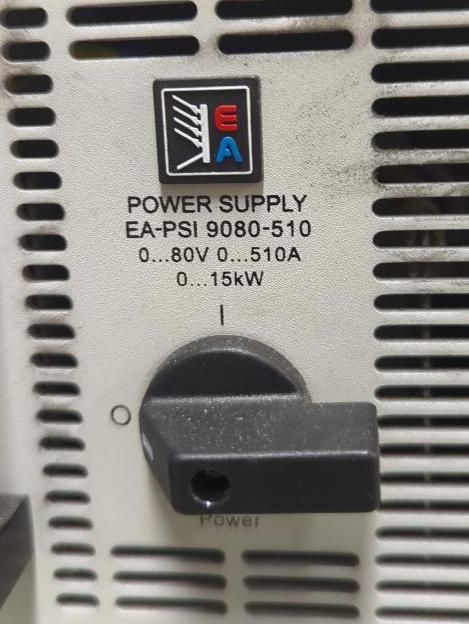 EA
POWER SUPPLY
EA-PSI 9080-510
0...80V 0...510A
0...15kW
I
O
Power